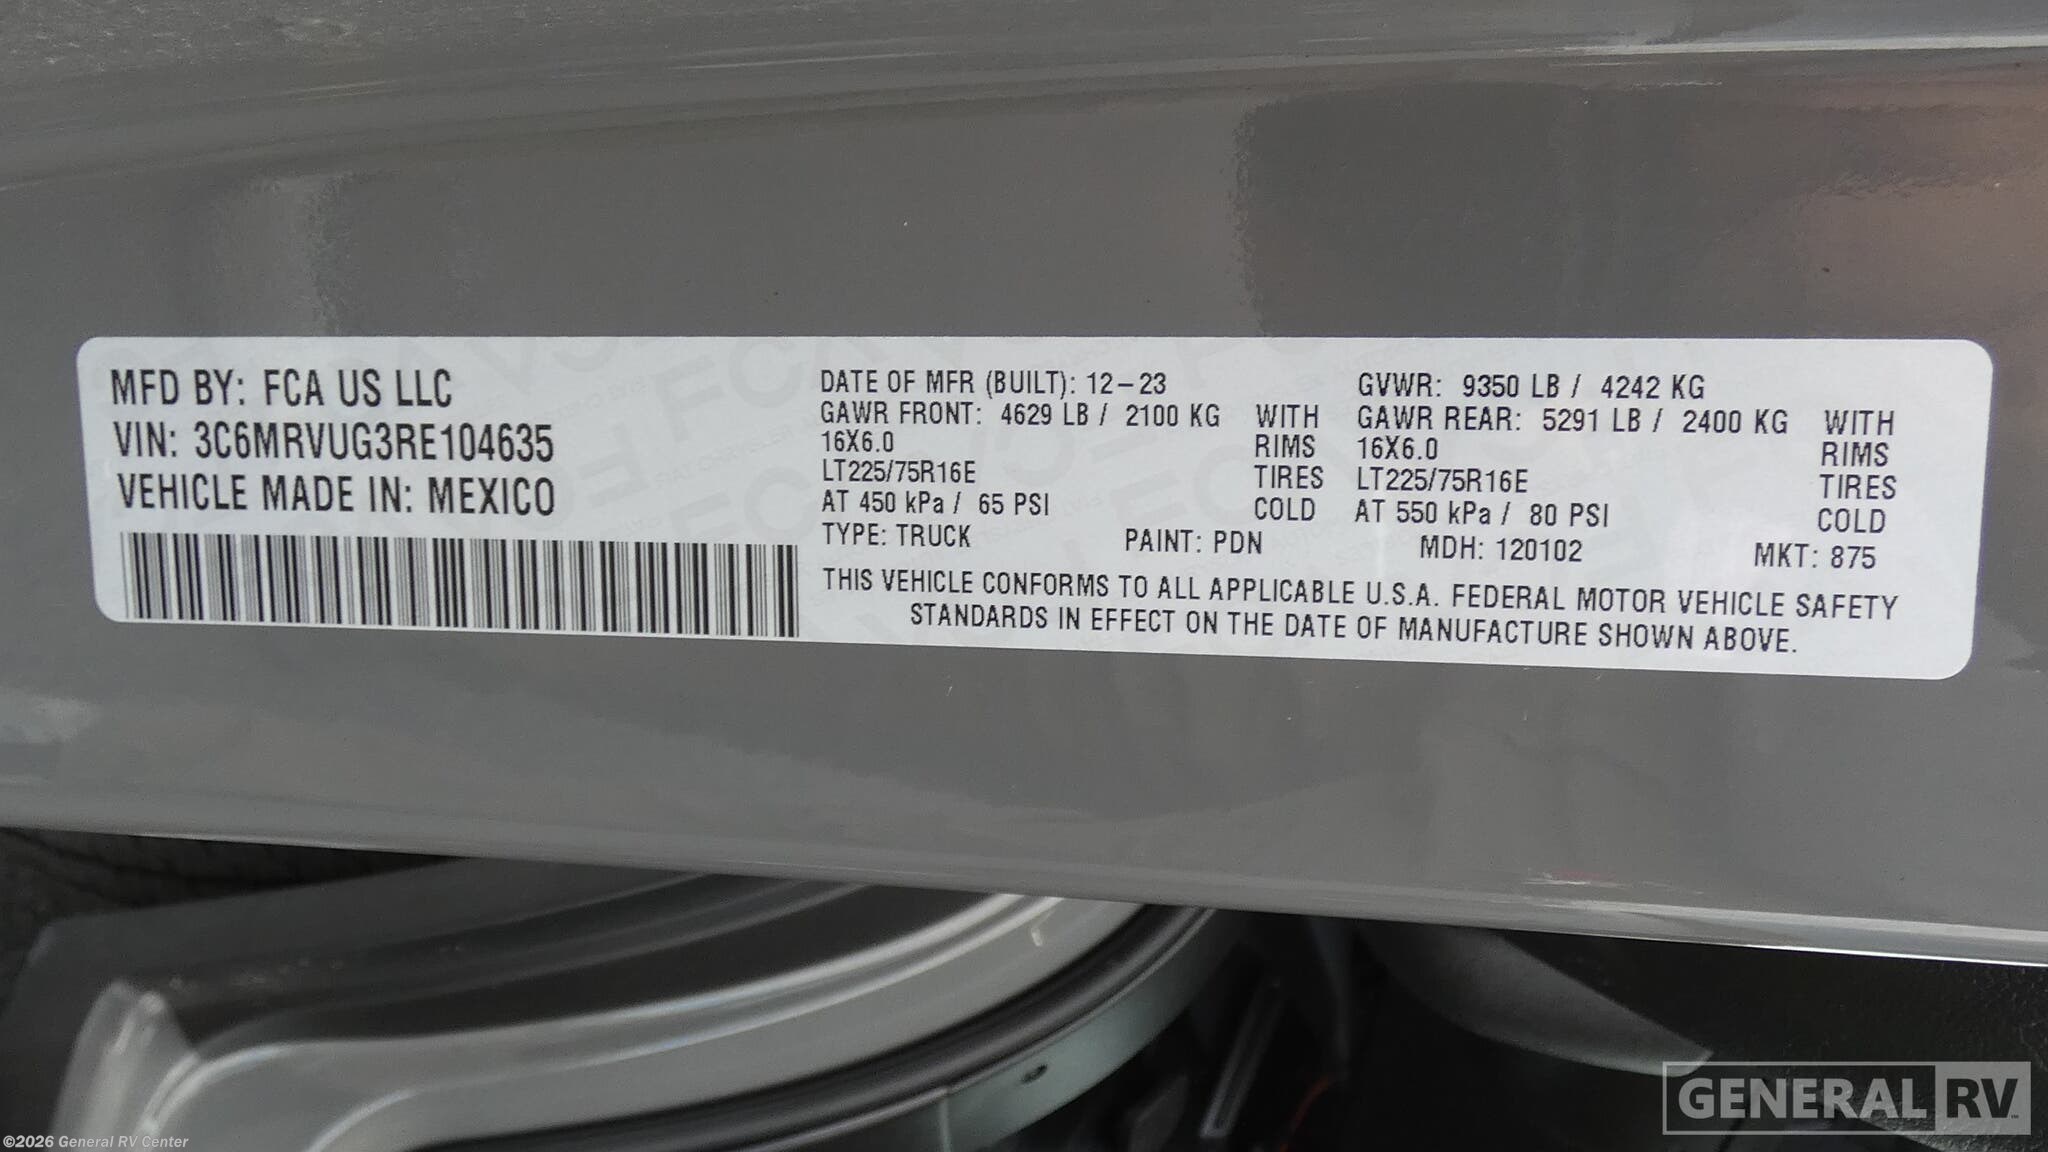 MFD BY: FCA US LLC
VIN: 3C6MRVUG3RE104635
VEHICLE MADE IN: MEXICO
DATE OF MFR (BUILT): 12-23 GVWR: 9350 LB / 4242 KG
GAWR FRONT: 4629 LB / 2100 KG WITH GAWR REAR: 5291 LB / 2400 KG WITH
16X6.0 RIMS 16X6.0 RIMS
LT225/75R16E TIRES LT225/75R16E TIRES
AT 450 kPa / 65 PSI COLD AT 550 kPa / 80 PSI COLD
TYPE: TRUCK PAINT: PDN MDH: 120102 MKT: 875
THIS VEHICLE CONFORMS TO ALL APPLICABLE U.S.A. FEDERAL MOTOR VEHICLE SAFETY
STANDARDS IN EFFECT ON THE DATE OF MANUFACTURE SHOWN ABOVE.
GENERAL RV
©2026 General RV Center